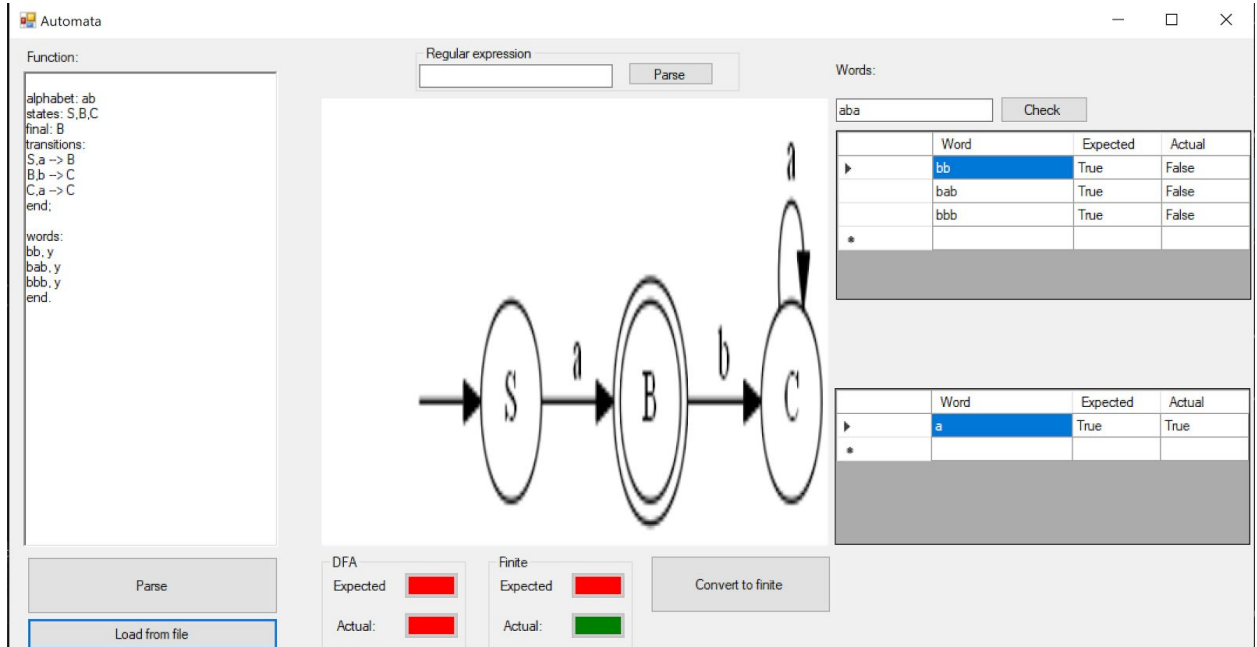 Automata
Function:
alphabet: ab
states: S,B,C
final: B
transitions:
S,a --> B
B,b --> C
C,a --> C
end;
words:
bb, y
bab, y
bbb, y
end.
Parse
Load from file
Regular expression
Parse
a
S a B b C
DFA
Expected
Actual:
Finite
Expected
Actual:
Convert to finite
Words:
aba Check
Word Expected Actual
bb True False
bab True False
bbb True False
Word Expected Actual
a True True